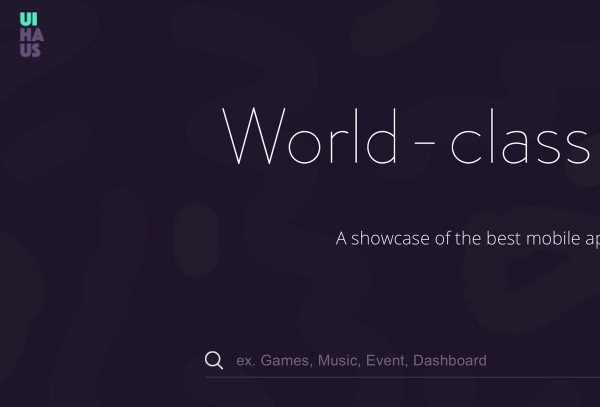 UI
HA
US
World-class
A showcase of the best mobile ap
ex. Games, Music, Event, Dashboard